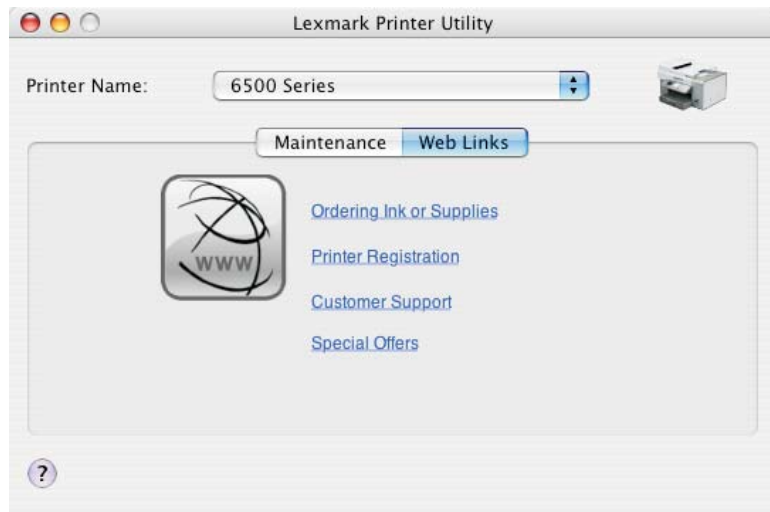 Lexmark Printer Utility
Printer Name: 6500 Series
Maintenance Web Links
www
Ordering Ink or Supplies
Printer Registration
Customer Support
Special Offers
?